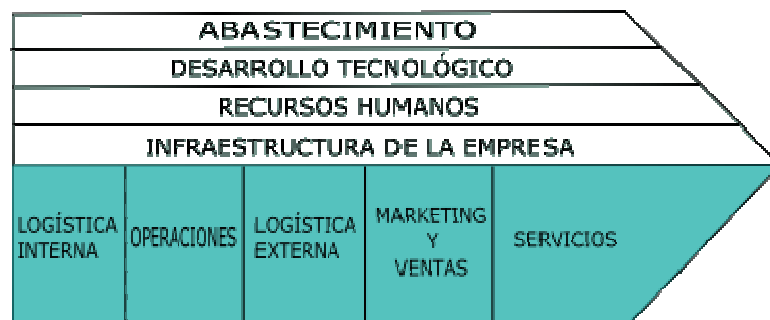 ABASTECIMIENTO
DESARROLLO TECNOLÓGICO
RECURSOS HUMANOS
INFRAESTRUCTURA DE LA EMPRESA
LOGÍSTICA
INTERNA
OPERACIONES
LOGÍSTICA
EXTERNA
MARKETING
Y
VENTAS
SERVICIOS